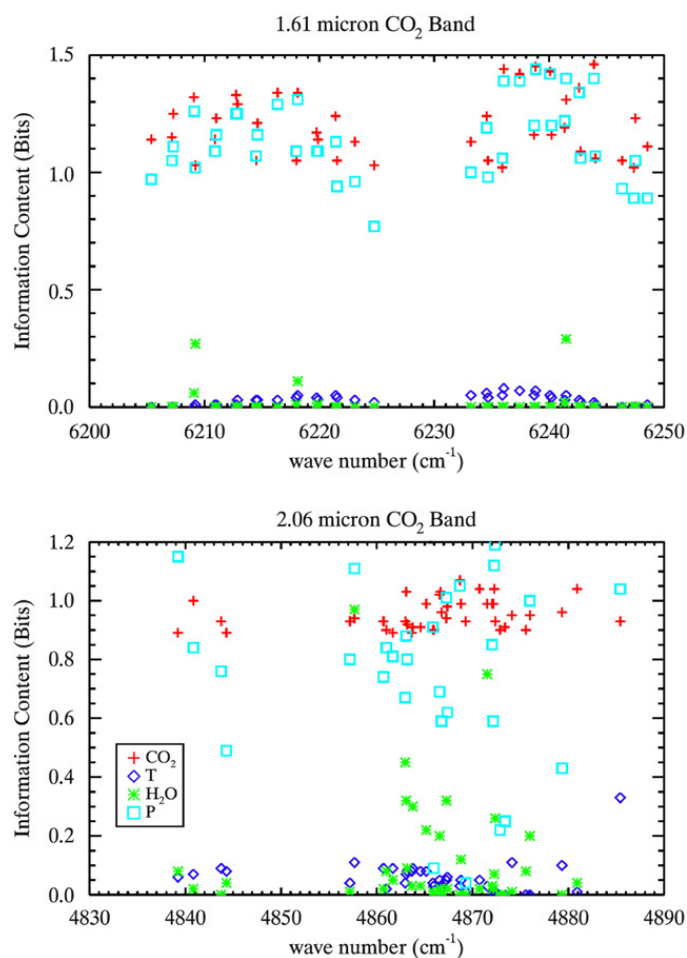 1.61 micron CO₂ Band
1.5
1.0
0.5
0.0
Information Content (Bits)
6200 6210 6220 6230 6240 6250
wave number (cm⁻¹)
2.06 micron CO₂ Band
1.2
1.0
0.8
0.6
0.4
0.2
0.0
Information Content (Bits)
CO₂
T
H₂O
P
4830 4840 4850 4860 4870 4880 4890
wave number (cm⁻¹)